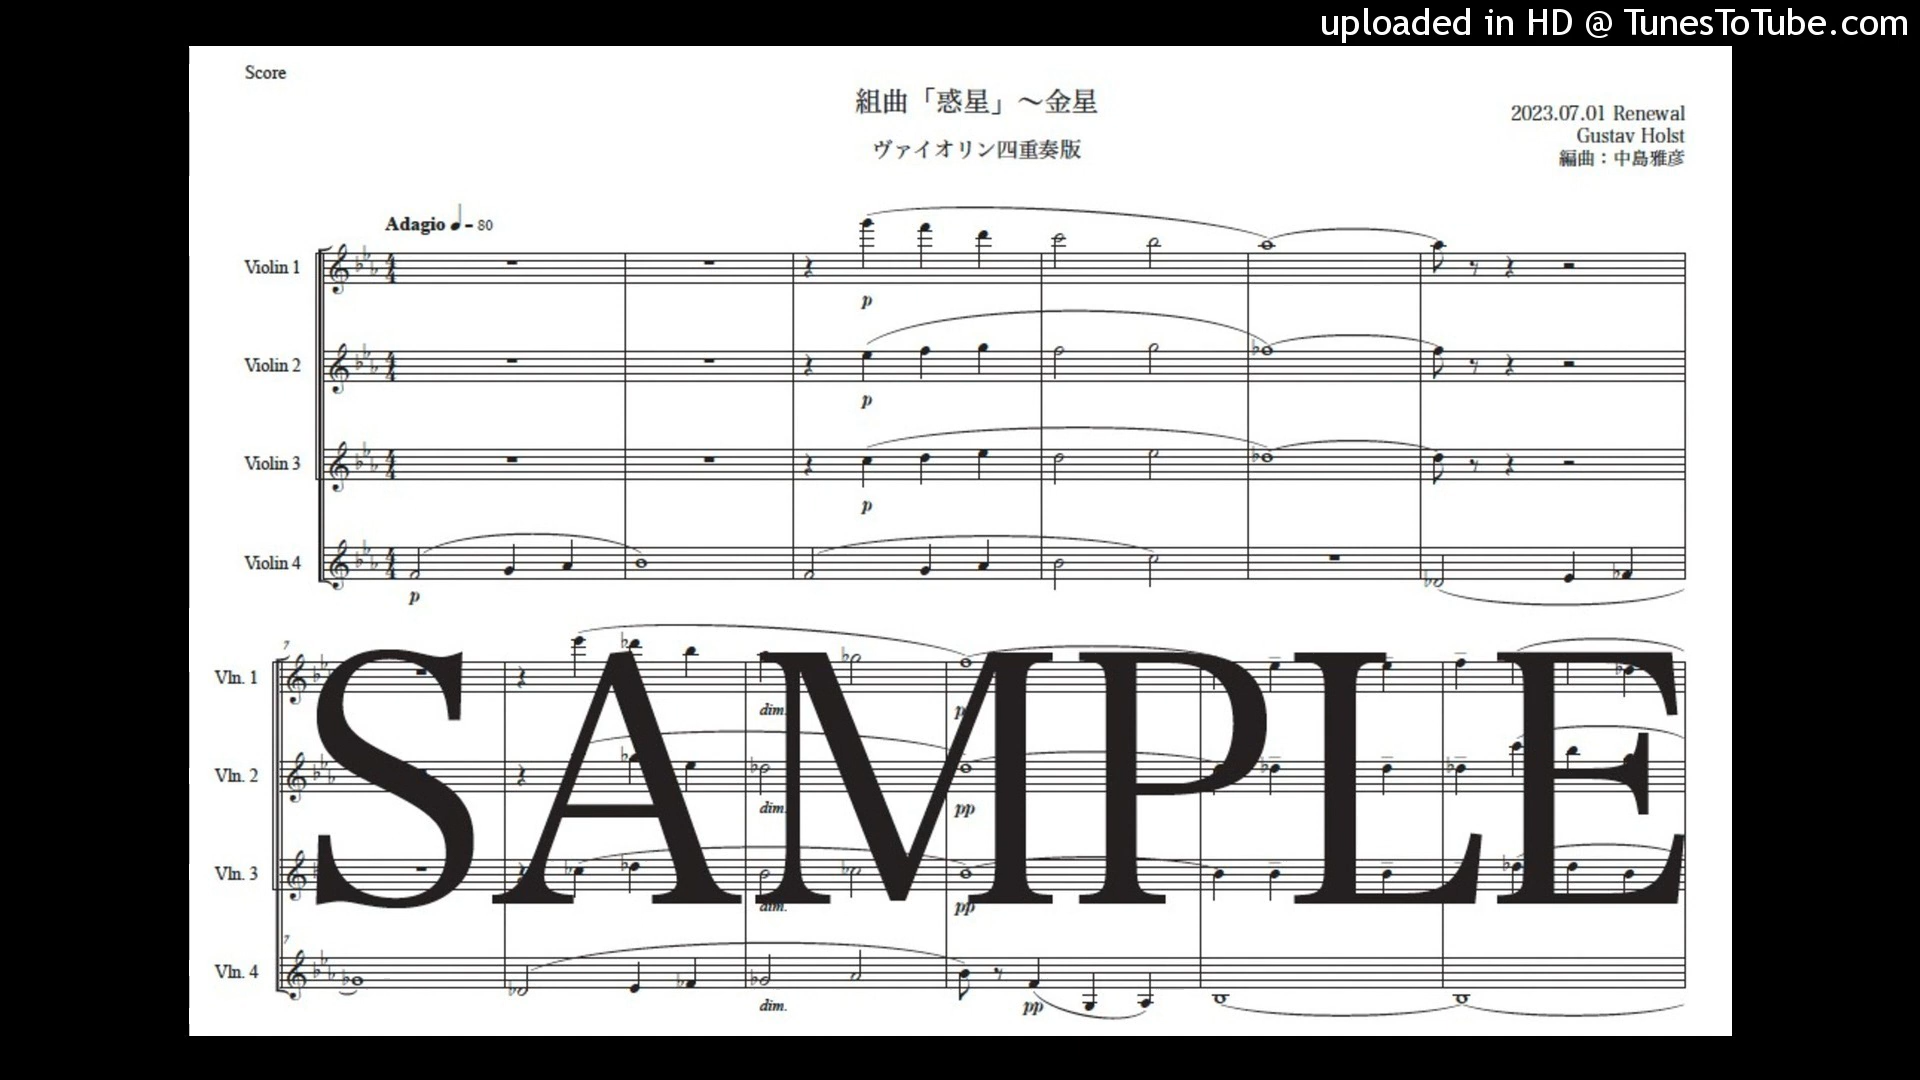 uploaded in HD @ TunesToTube.com
Score
組曲「惑星」～金星
ヴァイオリン四重奏版
2023.07.01 Renewal
Gustav Holst
編曲：中島雅彦
Adagio ♩= 80
Violin 1
p
Violin 2
p
Violin 3
p
Violin 4
p
7
Vln. 1
dim.
Vln. 2
dim.
pp
Vln. 3
dim.
pp
7
Vln. 4
dim.
pp
SAMPLE